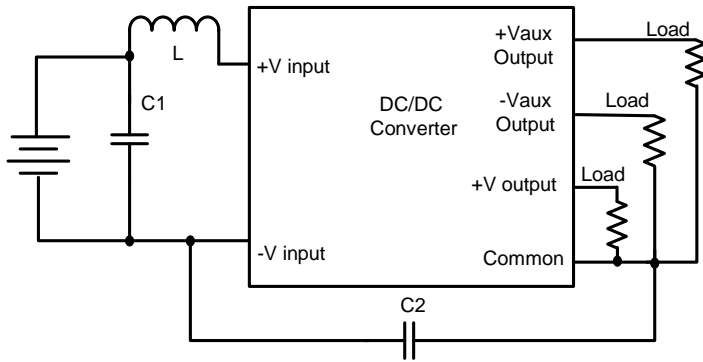 +Vaux
Output
Load
L
+V input
C1
DC/DC
Converter
-Vaux
Output
Load
+V output
Load
-V input
Common
C2